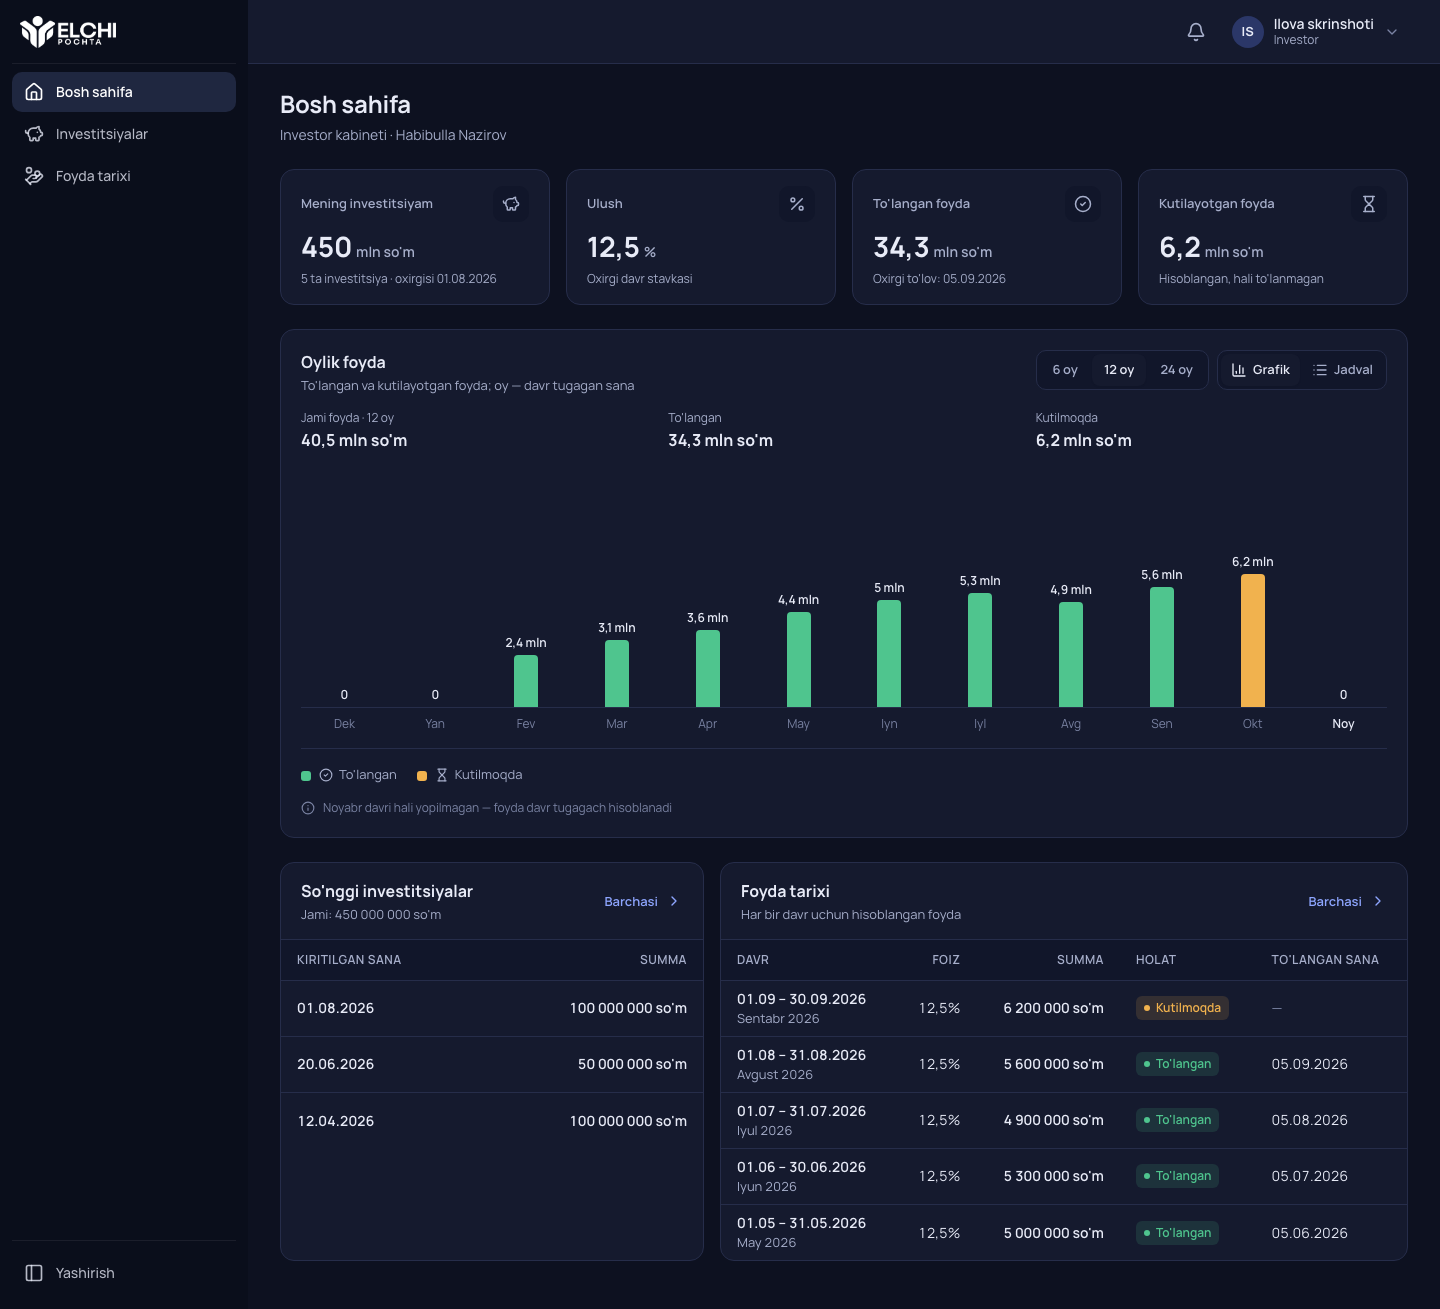 ELCHI
POCHTA
IS
Ilova skrinshoti
Investor
Bosh sahifa
Investitsiyalar
Foyda tarixi
Yashirish
Bosh sahifa
Investor kabineti · Habibulla Nazirov
Mening investitsiyam
450 mln so'm
5 ta investitsiya · oxirgisi 01.08.2026
Ulush
12,5 %
Oxirgi davr stavkasi
To'langan foyda
34,3 mln so'm
Oxirgi to'lov: 05.09.2026
Kutilayotgan foyda
6,2 mln so'm
Hisoblangan, hali to'lanmagan
Oylik foyda
To'langan va kutilayotgan foyda; oy — davr tugagan sana
6 oy 12 oy 24 oy
Grafik Jadval
Jami foyda · 12 oy
40,5 mln so'm
To'langan
34,3 mln so'm
Kutilmoqda
6,2 mln so'm
0 0 2,4 mln 3,1 mln 3,6 mln 4,4 mln 5 mln 5,3 mln 4,9 mln 5,6 mln 6,2 mln 0
Dek Yan Fev Mar Apr May Iyn Iyl Avg Sen Okt Noy
To'langan Kutilmoqda
Noyabr davri hali yopilmagan — foyda davr tugagach hisoblanadi
So'nggi investitsiyalar
Jami: 450 000 000 so'm
Barchasi
KIRITILGAN SANA SUMMA
01.08.2026 100 000 000 so'm
20.06.2026 50 000 000 so'm
12.04.2026 100 000 000 so'm
Foyda tarixi
Har bir davr uchun hisoblangan foyda
Barchasi
DAVR FOIZ SUMMA HOLAT TO'LANGAN SANA
01.09 – 30.09.2026
Sentabr 2026
12,5% 6 200 000 so'm Kutilmoqda —
01.08 – 31.08.2026
Avgust 2026
12,5% 5 600 000 so'm To'langan 05.09.2026
01.07 – 31.07.2026
Iyul 2026
12,5% 4 900 000 so'm To'langan 05.08.2026
01.06 – 30.06.2026
Iyun 2026
12,5% 5 300 000 so'm To'langan 05.07.2026
01.05 – 31.05.2026
May 2026
12,5% 5 000 000 so'm To'langan 05.06.2026